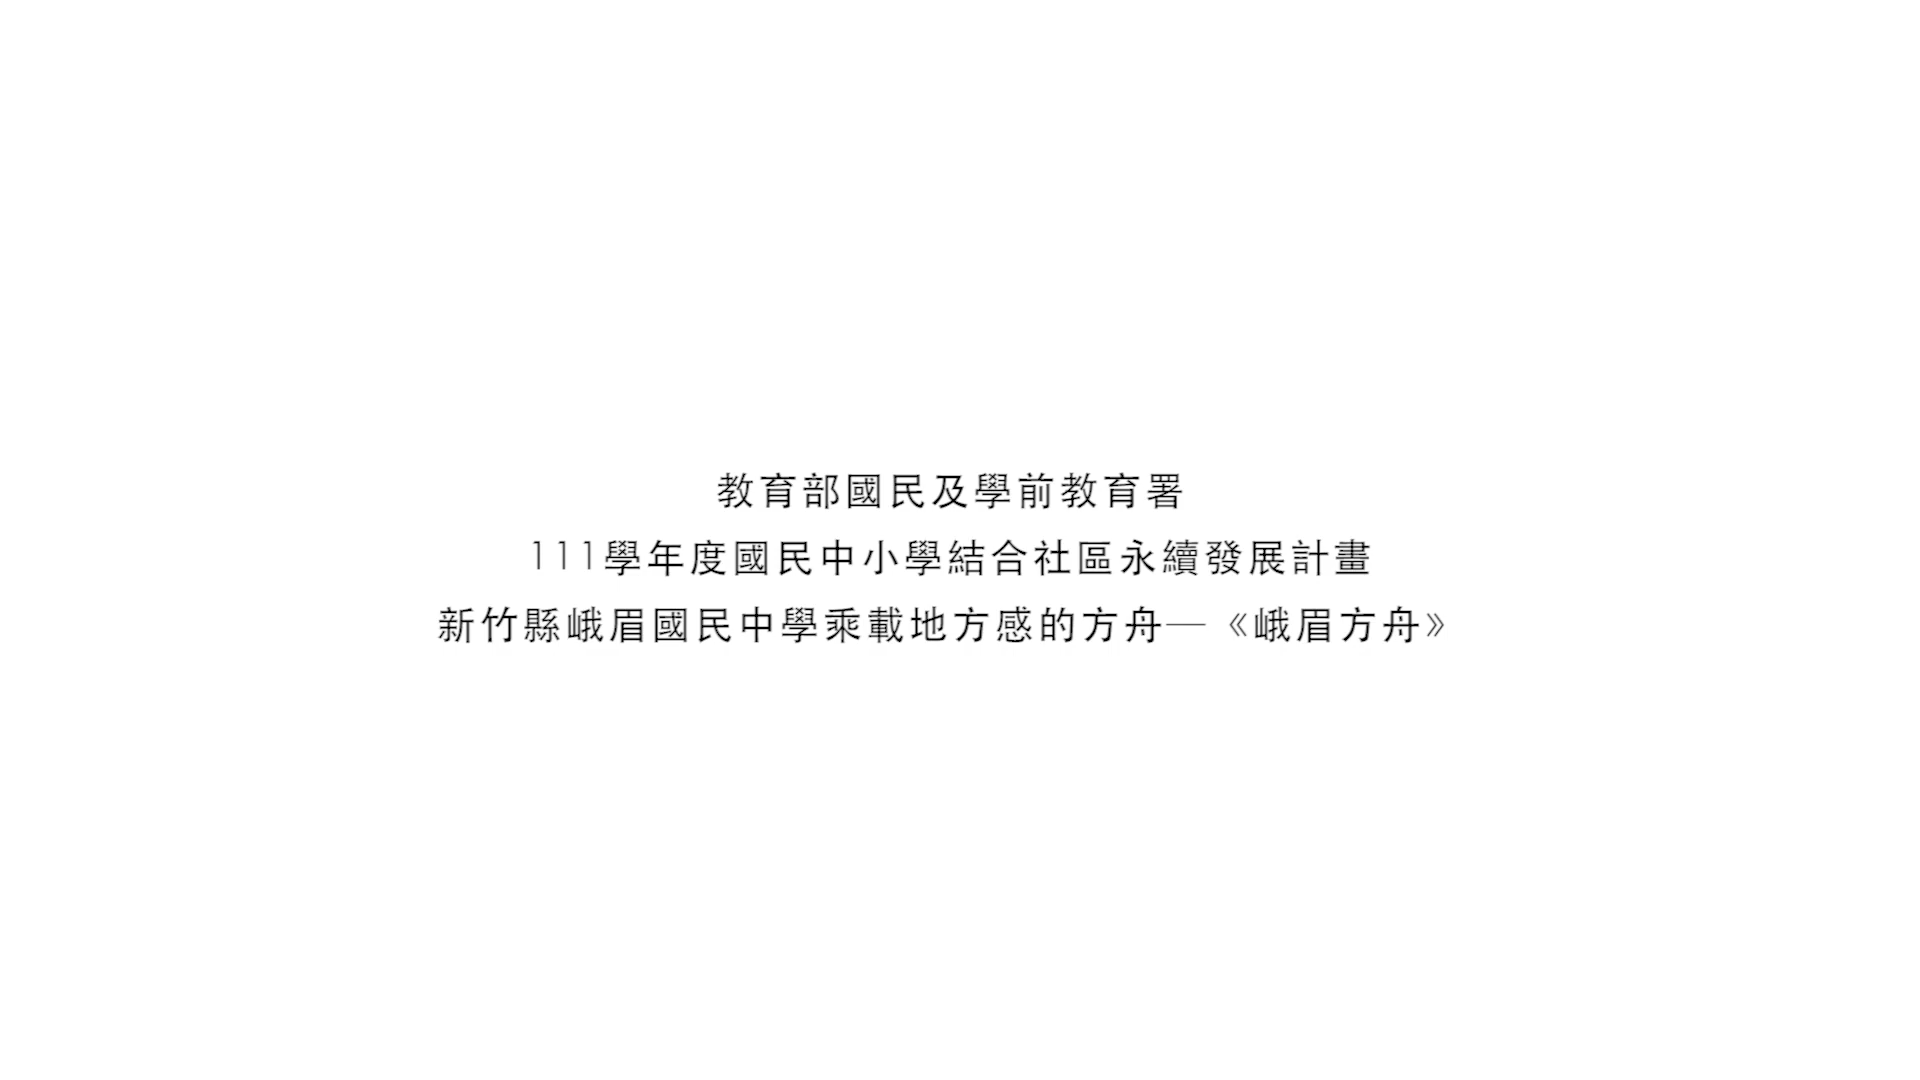 教育部國民及學前教育署
111學年度國民中小學結合社區永續發展計畫
新竹縣峨眉國民中學乘載地方感的方舟—《峨眉方舟》